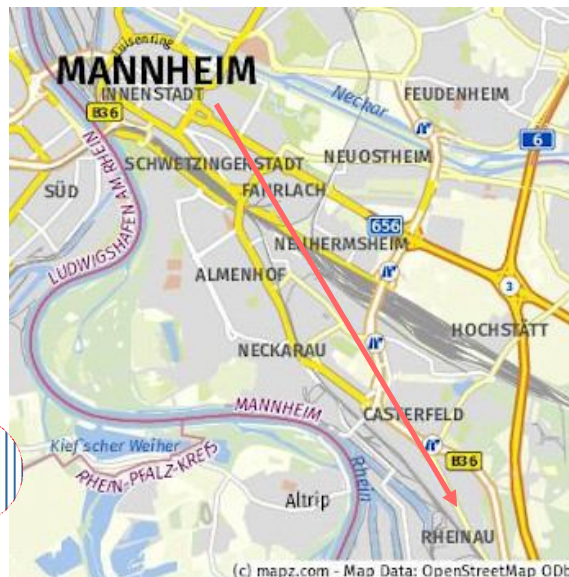 Luisenring
MANNHEIM
INNENSTADT
B36
Neckar
FEUDENHEIM
6
SCHWETZINGERSTADT
NEUOSTHEIM
SÜD
FAHRLACH
LUDWIGSHAFEN AM RHEIN
656
NEUHERMSHEIM
ALMENHOF
3
HOCHSTÄTT
NECKARAU
MANNHEIM
CASTERFELD
Kief'scher Weiher
RHEIN-PFALZ-KREIS
Rhein
B36
Altrip
RHEINAU
(c) mapz.com - Map Data: OpenStreetMap ODb